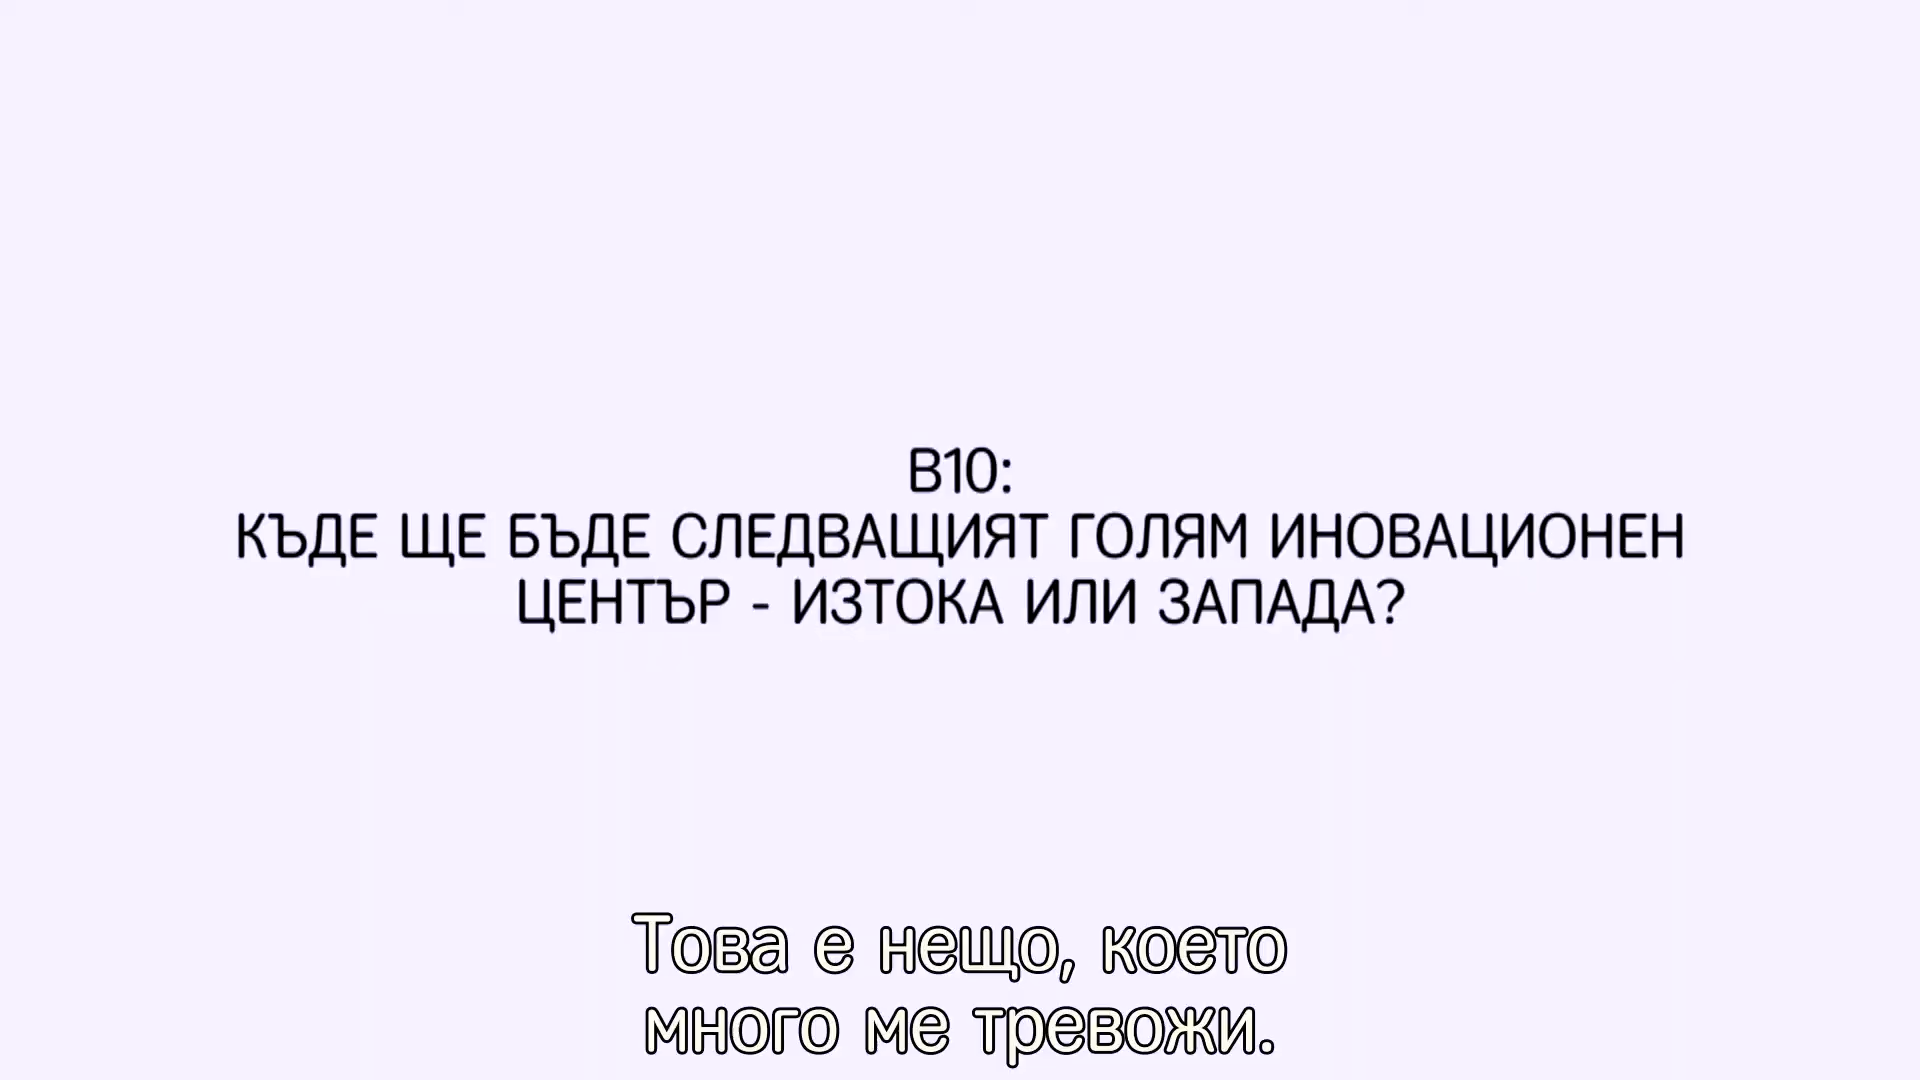 В10:
КЪДЕ ЩЕ БЪДЕ СЛЕДВАЩИЯТ ГОЛЯМ ИНОВАЦИОНЕН
ЦЕНТЪР - ИЗТОКА ИЛИ ЗАПАДА?
Това е нещо, което
много ме тревожи.